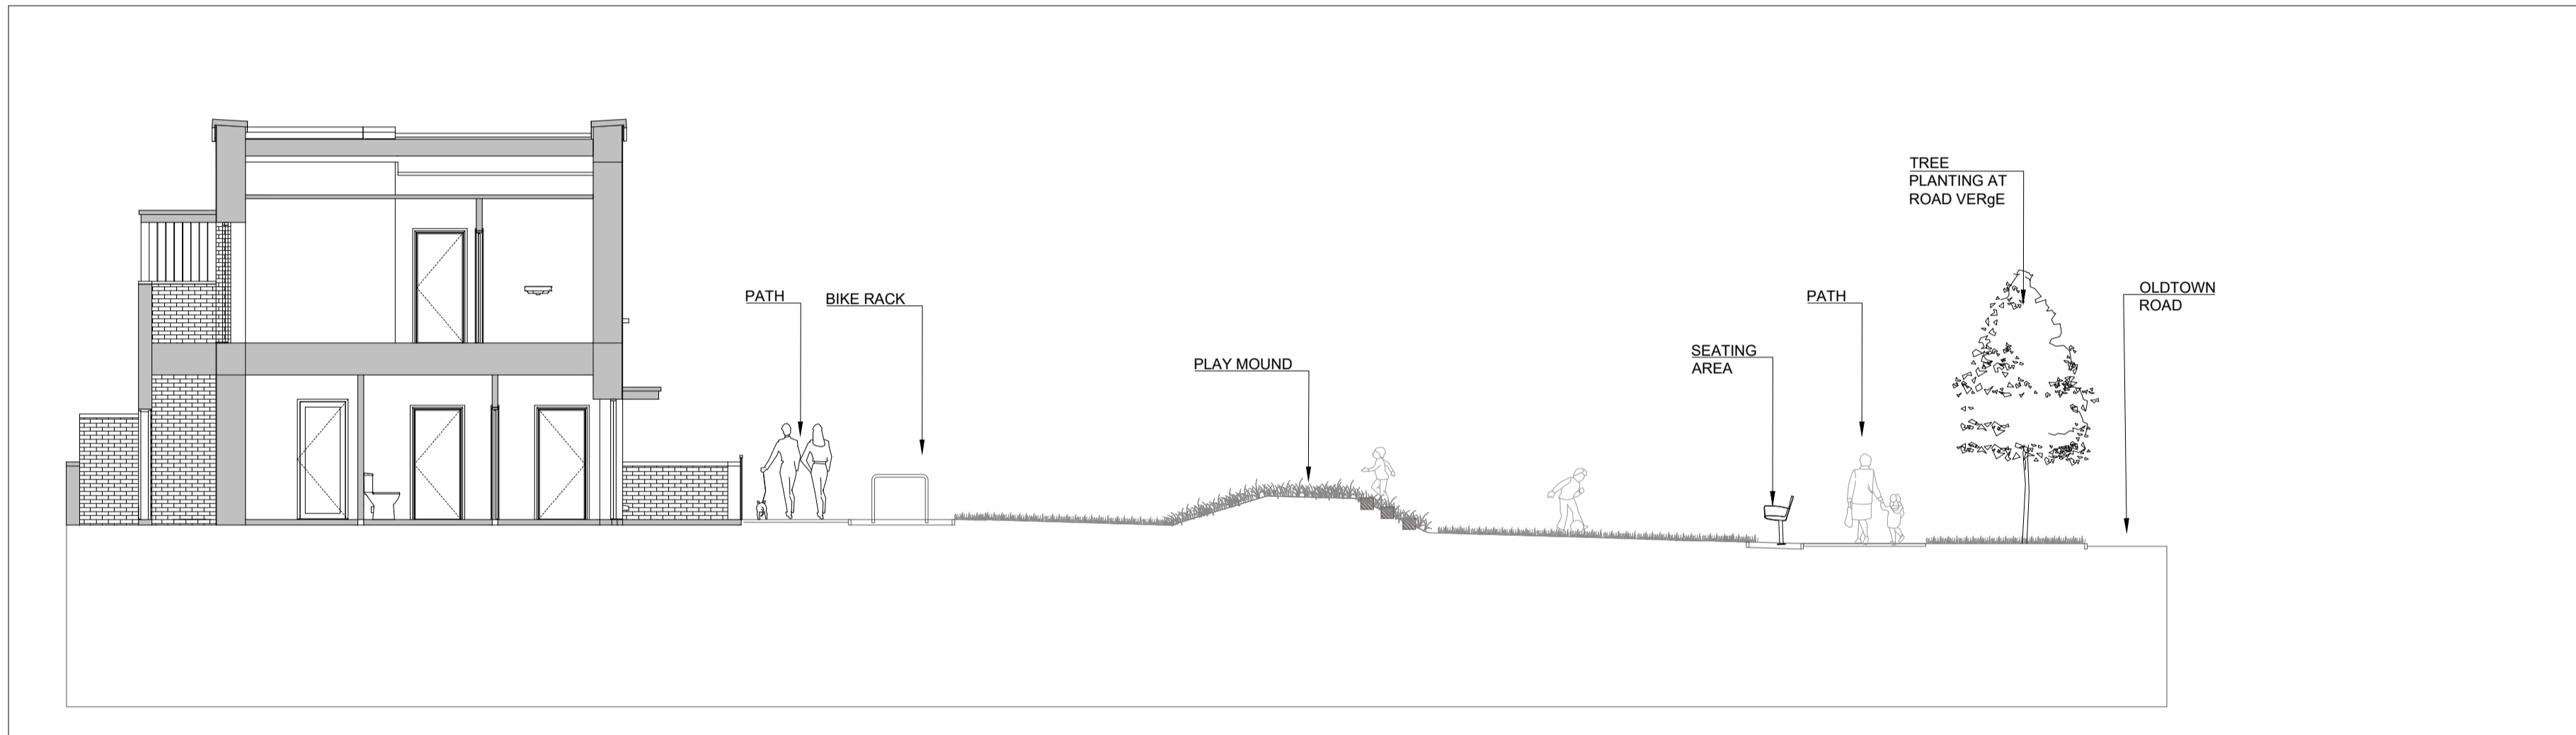 PATH
BIKE RACK
PLAY MOUND
SEATING
AREA
PATH
TREE
PLANTING AT
ROAD VERgE
OLDTOWN
ROAD